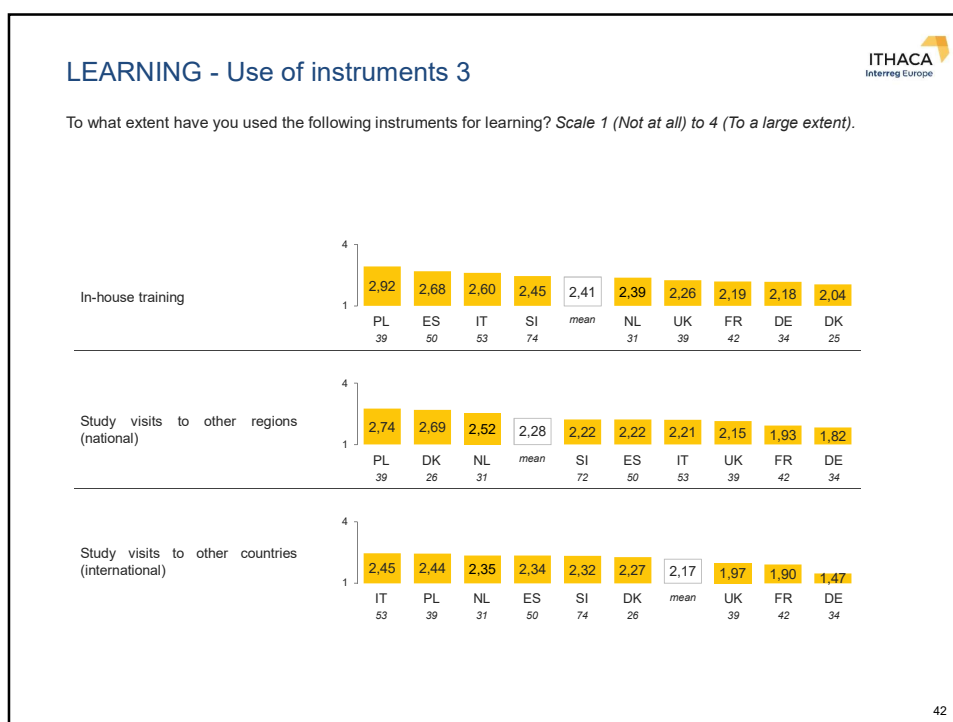 LEARNING - Use of instruments 3
ITHACA
Interreg Europe
To what extent have you used the following instruments for learning? Scale 1 (Not at all) to 4 (To a large extent).
In-house training
4
1
2,92 2,68 2,60 2,45 2,41 2,39 2,26 2,19 2,18 2,04
PL ES IT SI mean NL UK FR DE DK
39 50 53 74 31 39 42 34 25
Study visits to other regions
(national)
4
1
2,74 2,69 2,52 2,28 2,22 2,22 2,21 2,15 1,93 1,82
PL DK NL mean SI ES IT UK FR DE
39 26 31 72 50 53 39 42 34
Study visits to other countries
(international)
4
1
2,45 2,44 2,35 2,34 2,32 2,27 2,17 1,97 1,90 1,47
IT PL NL ES SI DK mean UK FR DE
53 39 31 50 74 26 39 42 34
42